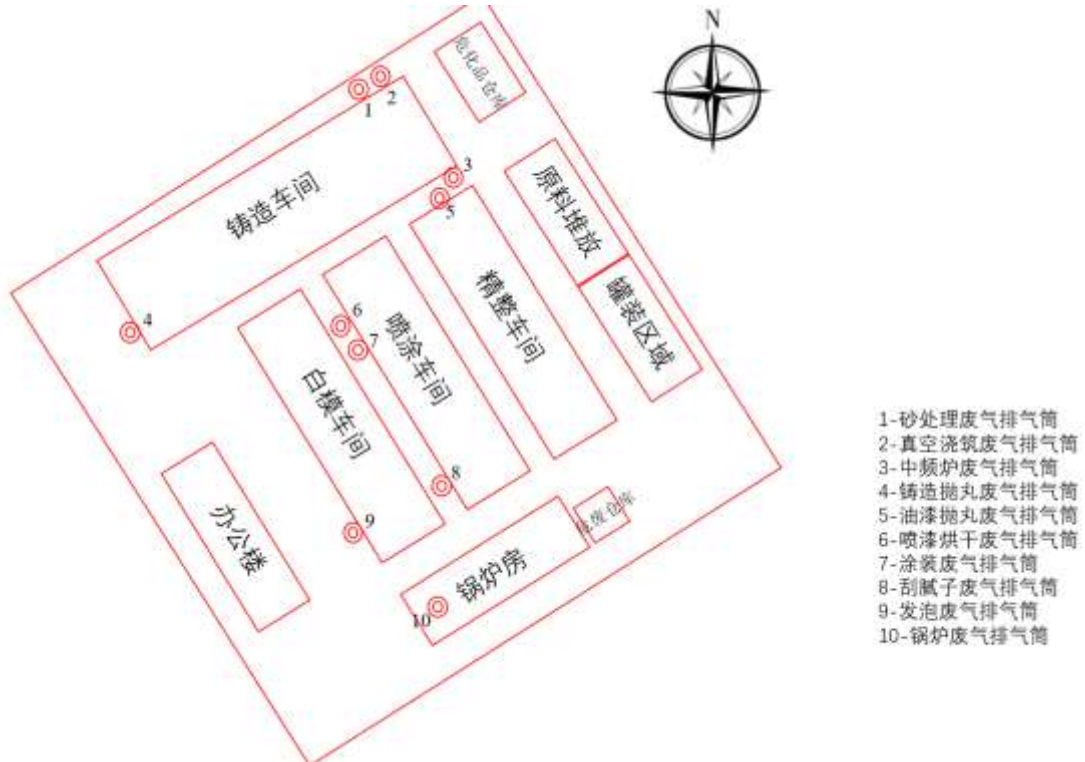 N
危化品仓库
1
2
3
铸造车间
原料堆放
5
精整车间
罐装区域
4
6
7
喷涂车间
白模车间
8
9
办公楼
危废仓库
锅炉房
10
1-砂处理废气排气筒
2-真空浇筑废气排气筒
3-中频炉废气排气筒
4-铸造抛丸废气排气筒
5-油漆抛丸废气排气筒
6-喷漆烘干废气排气筒
7-涂装废气排气筒
8-刮腻子废气排气筒
9-发泡废气排气筒
10-锅炉废气排气筒